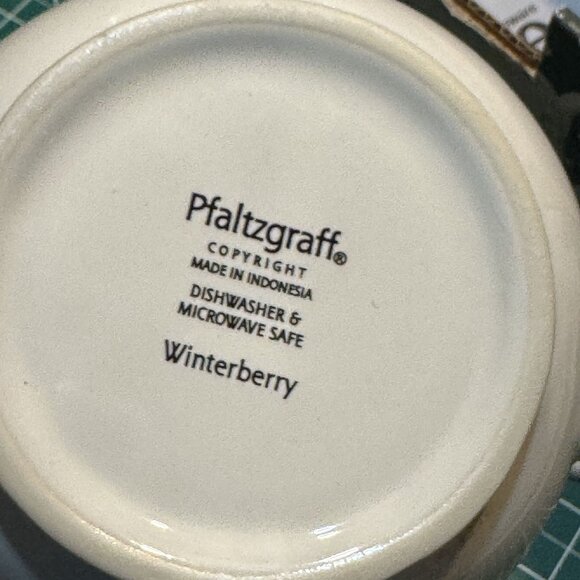 Pfaltzgraff®
COPYRIGHT
MADE IN INDONESIA
DISHWASHER &
MICROWAVE SAFE
Winterberry